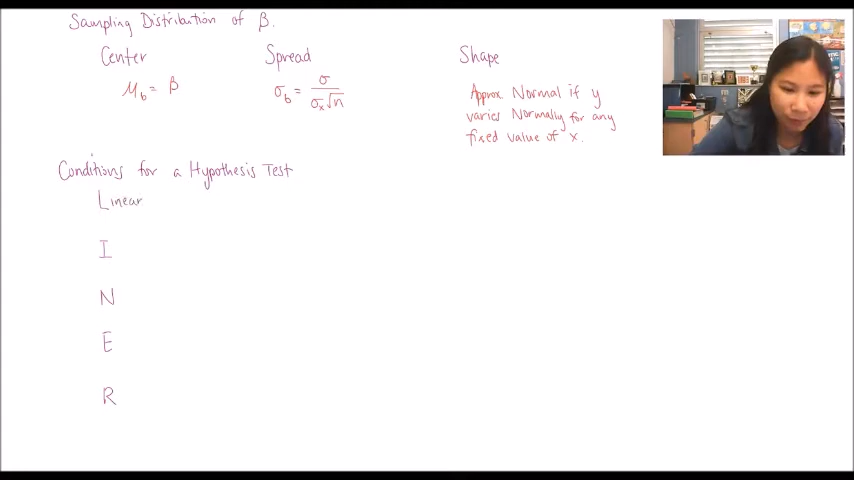 Sampling Distribution of β.
Center
Spread
Shape
μb = β
σb = σ / σx√n
Approx Normal if y
varies Normally for any
fixed value of x.
Conditions for a Hypothesis Test
Linear
I
N
E
R